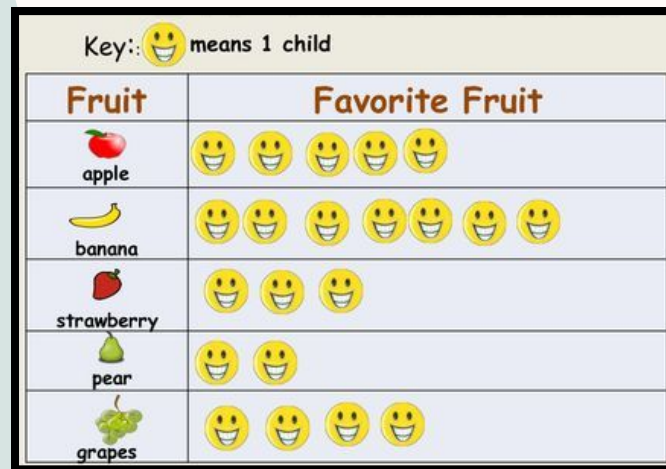 Key:: means 1 child
Fruit Favorite Fruit
apple
banana
strawberry
pear
grapes